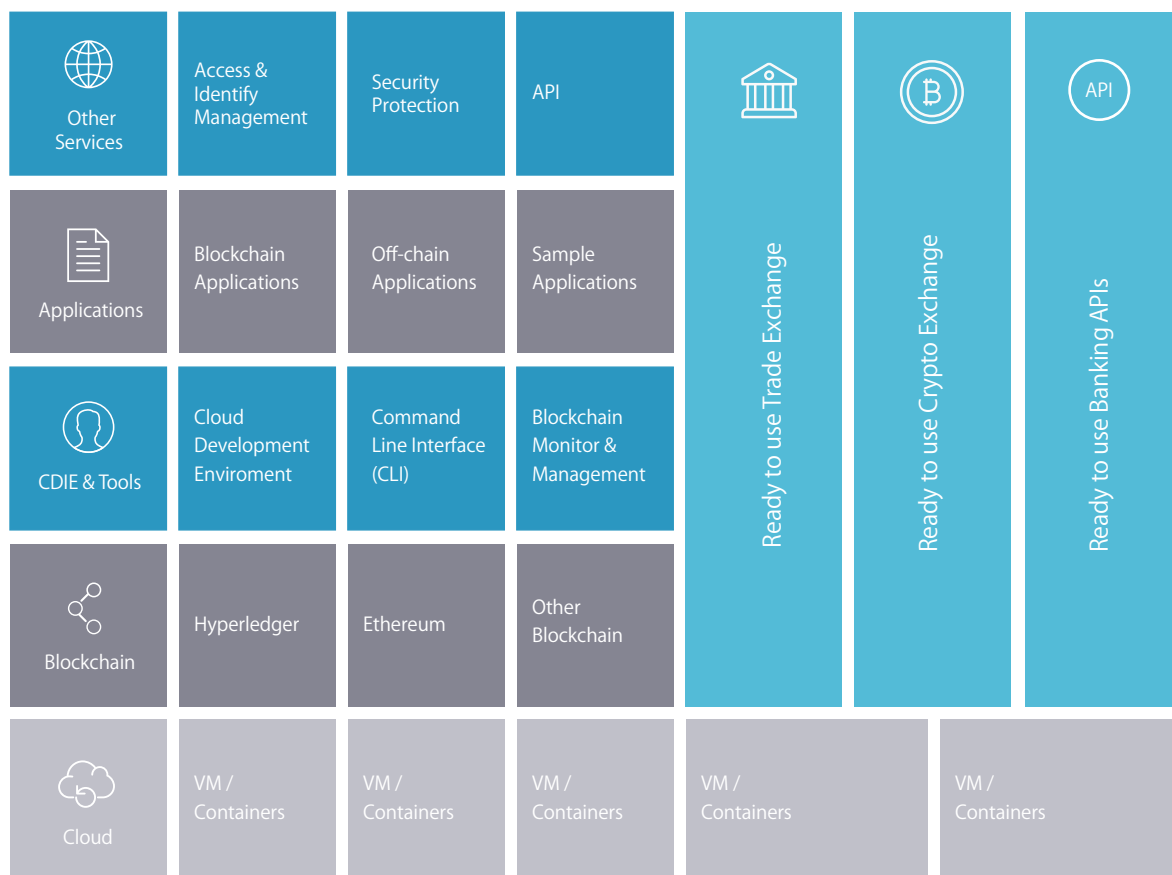 Other
Services
Access &
Identify
Management
Security
Protection
API
API
Applications
Blockchain
Applications
Off-chain
Applications
Sample
Applications
Ready to use Trade Exchange
Ready to use Crypto Exchange
Ready to use Banking APIs
CDIE & Tools
Cloud
Development
Enviroment
Command
Line Interface
(CLI)
Blockchain
Monitor &
Management
Blockchain
Hyperledger
Ethereum
Other
Blockchain
Cloud
VM /
Containers
VM /
Containers
VM /
Containers
VM /
Containers
VM /
Containers